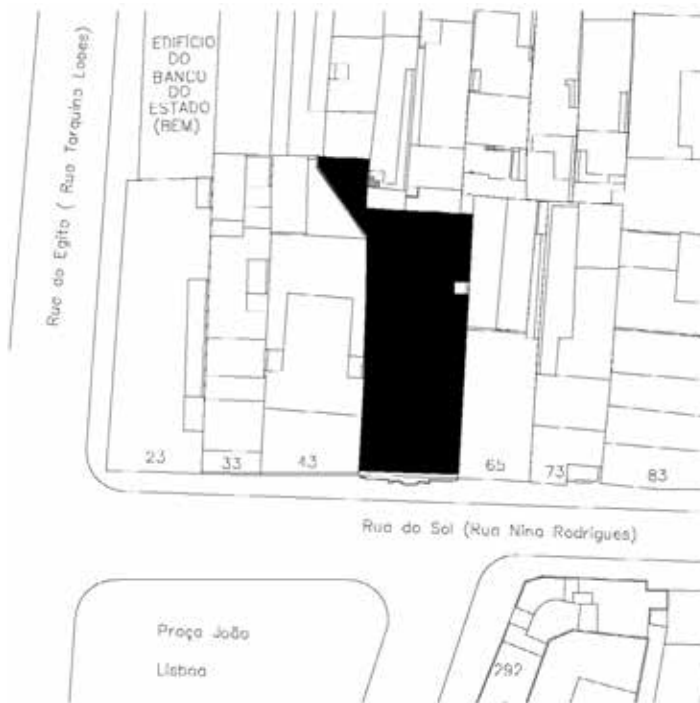 EDIFÍCIO
DO
BANCO
DO
ESTADO
(BEM)
Rua do Egito ( Rua Tarquino Lopes)
23
33
43
65
73
83
Rua do Sol (Rua Nina Rodrigues)
Praça João
Lisboa
292